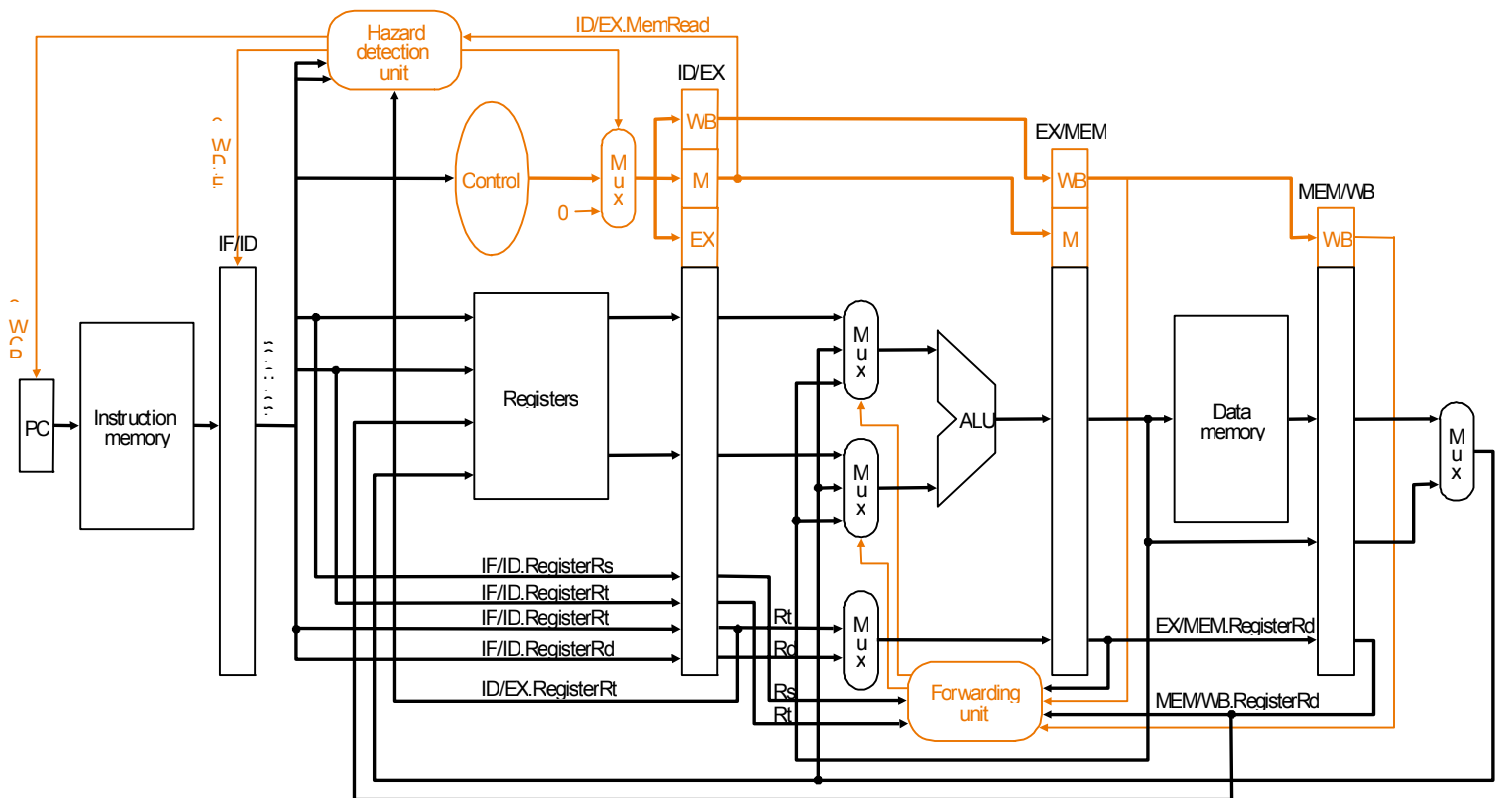 Hazard
detection
unit
ID/EX.MemRead
ID/EX
WB
EX/MEM
Control
M
u
x
M
WB
MEM/WB
0
EX
M
WB
IF/ID
PC
Instruction
memory
Registers
M
u
x
ALU
Data
memory
M
u
x
M
u
x
IF/ID.RegisterRs
IF/ID.RegisterRt
IF/ID.RegisterRt
IF/ID.RegisterRd
Rt
Rd
M
u
x
EX/MEM.RegisterRd
ID/EX.RegisterRt
Rs
Rt
Forwarding
unit
MEM/WB.RegisterRd